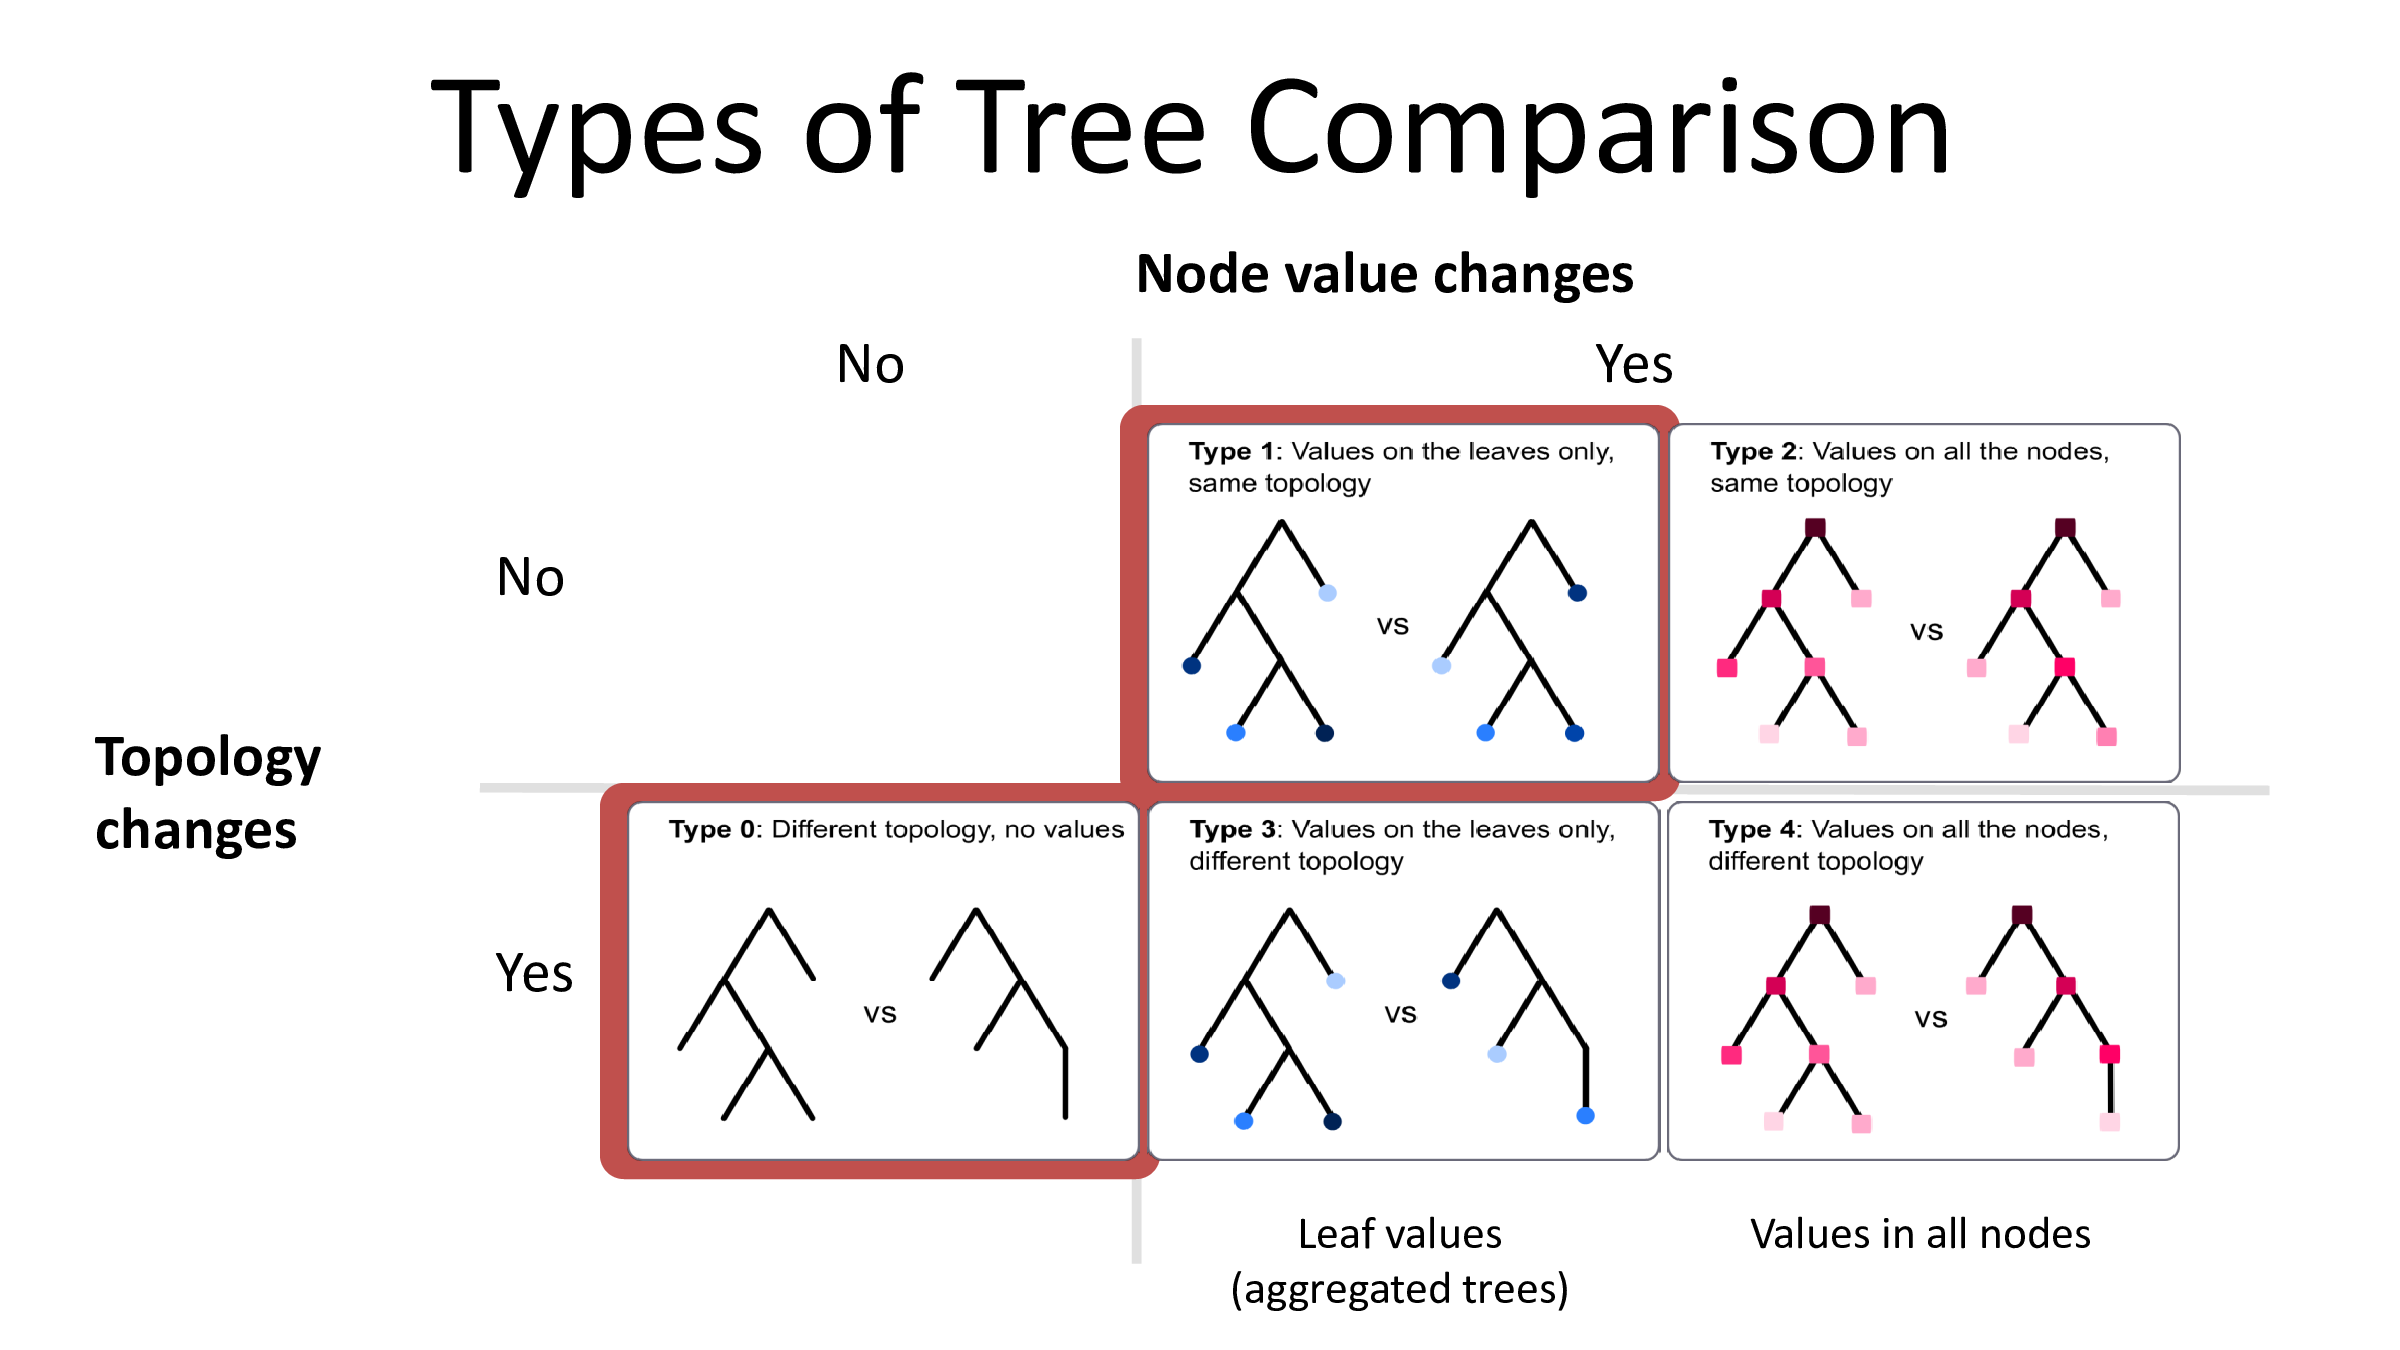 Types of Tree Comparison
Node value changes
No
Yes
Type 1: Values on the leaves only,
same topology
vs
Type 2: Values on all the nodes,
same topology
vs
No
Topology
changes
Yes
Type 0: Different topology, no values
vs
Type 3: Values on the leaves only,
different topology
vs
Type 4: Values on all the nodes,
different topology
vs
Leaf values
(aggregated trees)
Values in all nodes